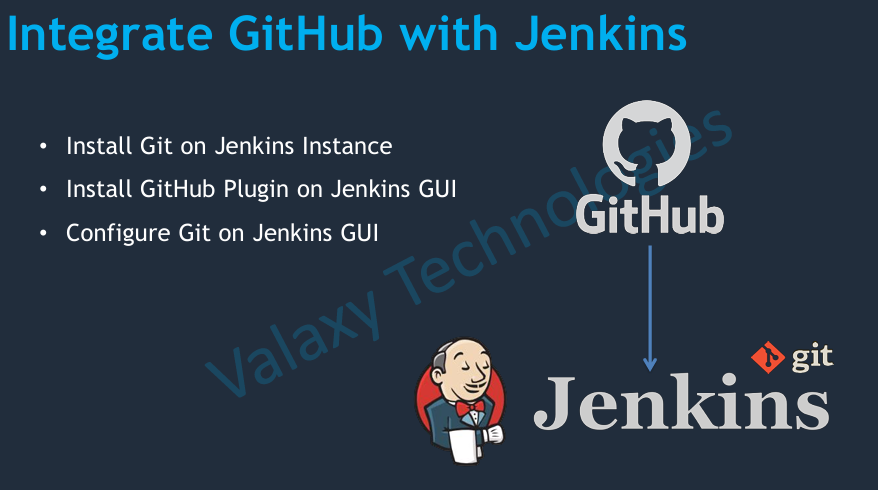 Integrate GitHub with Jenkins
• Install Git on Jenkins Instance
• Install GitHub Plugin on Jenkins GUI
• Configure Git on Jenkins GUI
Valaxy Technologies
GitHub
git
Jenkins